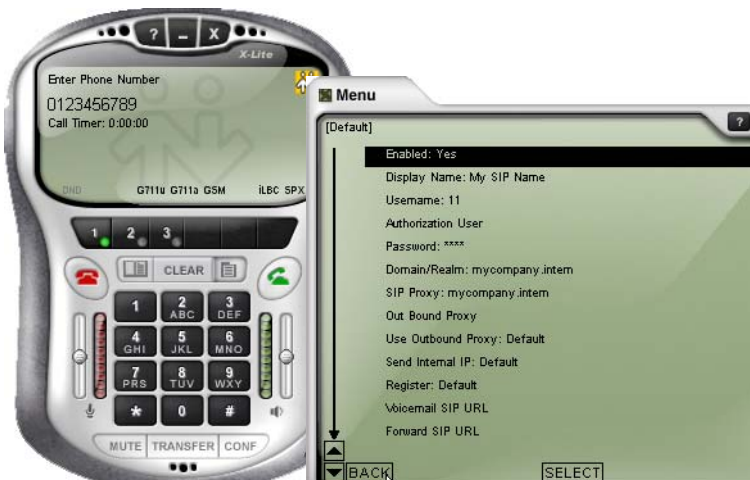 ? – X
X-Lite
Enter Phone Number
0123456789
Call Timer: 0:00:00
DND G711u G711a GSM iLBC SPX
1 2 3
CLEAR
1 2 ABC 3 DEF
4 GHI 5 JKL 6 MNO
7 PRS 8 TUV 9 WXY
* 0 #
MUTE TRANSFER CONF
Menu
?
[Default]
Enabled: Yes
Display Name: My SIP Name
Username: 11
Authorization User
Password: ****
Domain/Realm: mycompany.intern
SIP Proxy: mycompany.intern
Out Bound Proxy
Use Outbound Proxy: Default
Send Internal IP: Default
Register: Default
Voicemail SIP URL
Forward SIP URL
BACK SELECT